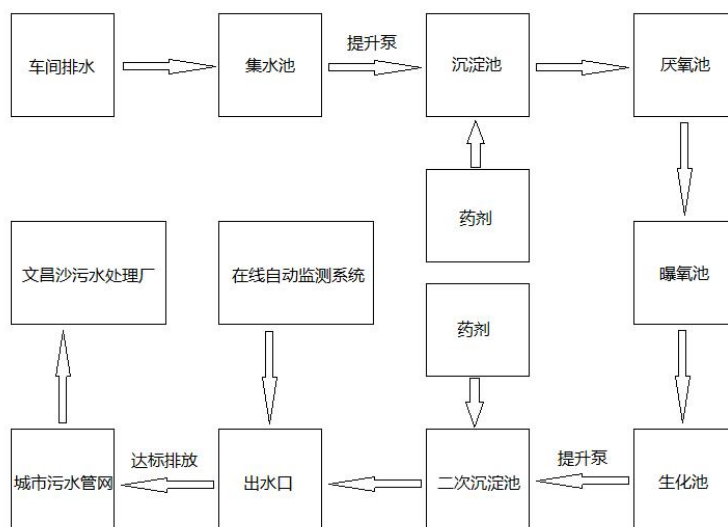 提升泵
车间排水
集水池
沉淀池
厌氧池
药剂
文昌沙污水处理厂
在线自动监测系统
曝氧池
药剂
达标排放
提升泵
城市污水管网
出水口
二次沉淀池
生化池